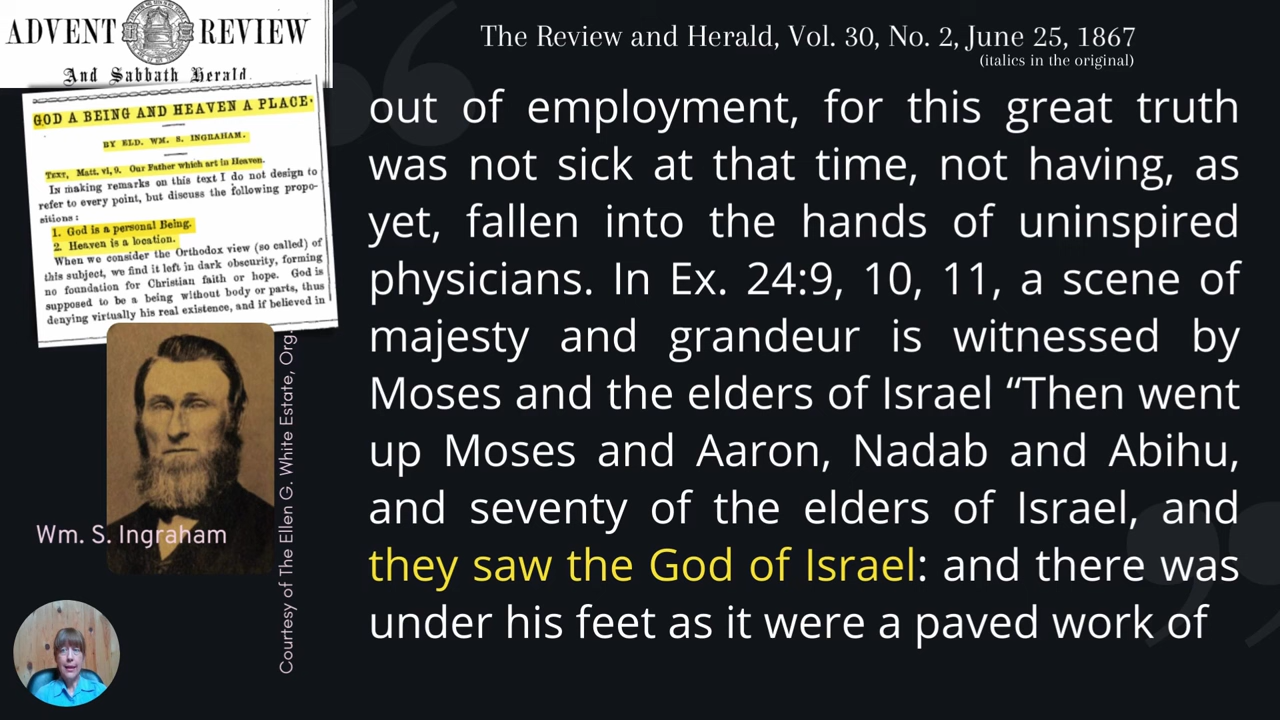 ADVENT REVIEW
And Sabbath Herald.
GOD A BEING AND HEAVEN A PLACE.
BY ELD. WM. S. INGRAHAM.
TEXT, Matt. vi, 9. Our Father which art in Heaven.
IN making remarks on this text I do not design to
refer to every point, but discuss the following propo-
sitions :
1. God is a personal Being.
2. Heaven is a location.
When we consider the Orthodox view (so called) of
this subject, we find it left in dark obscurity, forming
no foundation for Christian faith or hope. God is
supposed to be a being without body or parts, thus
denying virtually his real existence, and if believed in
Wm. S. Ingraham
Courtesy of The Ellen G. White Estate, Org.
The Review and Herald, Vol. 30, No. 2, June 25, 1867
(italics in the original)
out of employment, for this great truth
was not sick at that time, not having, as
yet, fallen into the hands of uninspired
physicians. In Ex. 24:9, 10, 11, a scene of
majesty and grandeur is witnessed by
Moses and the elders of Israel “Then went
up Moses and Aaron, Nadab and Abihu,
and seventy of the elders of Israel, and
they saw the God of Israel: and there was
under his feet as it were a paved work of